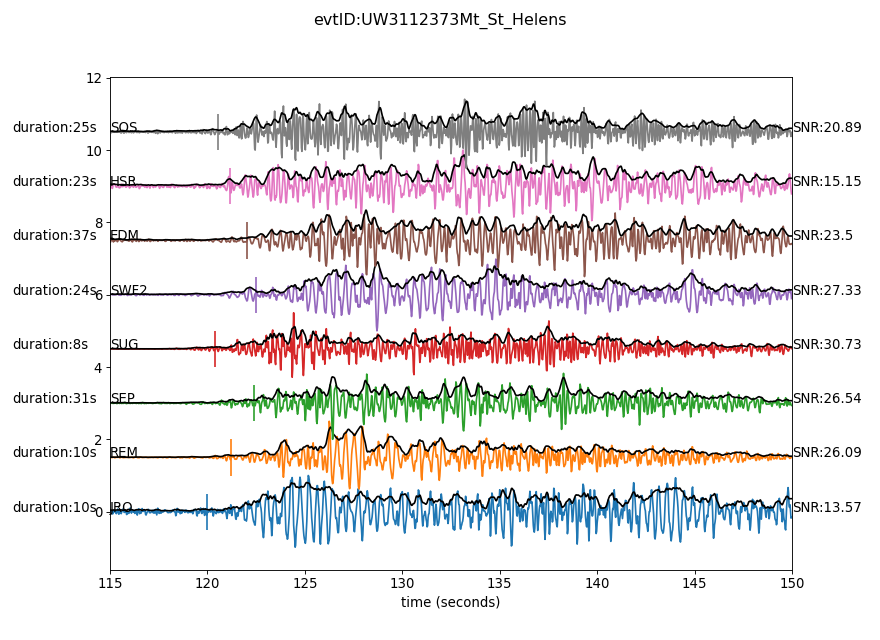 evtID:UW3112373Mt_St_Helens
12
duration:25s SOS SNR:20.89
10
duration:23s HSR SNR:15.15
8
duration:37s EDM SNR:23.5
duration:24s SWF2 SNR:27.33
6
duration:8s SUG SNR:30.73
4
duration:31s SEP SNR:26.54
2
duration:10s REM SNR:26.09
duration:10s JRO SNR:13.57
0
115 120 125 130 135 140 145 150
time (seconds)